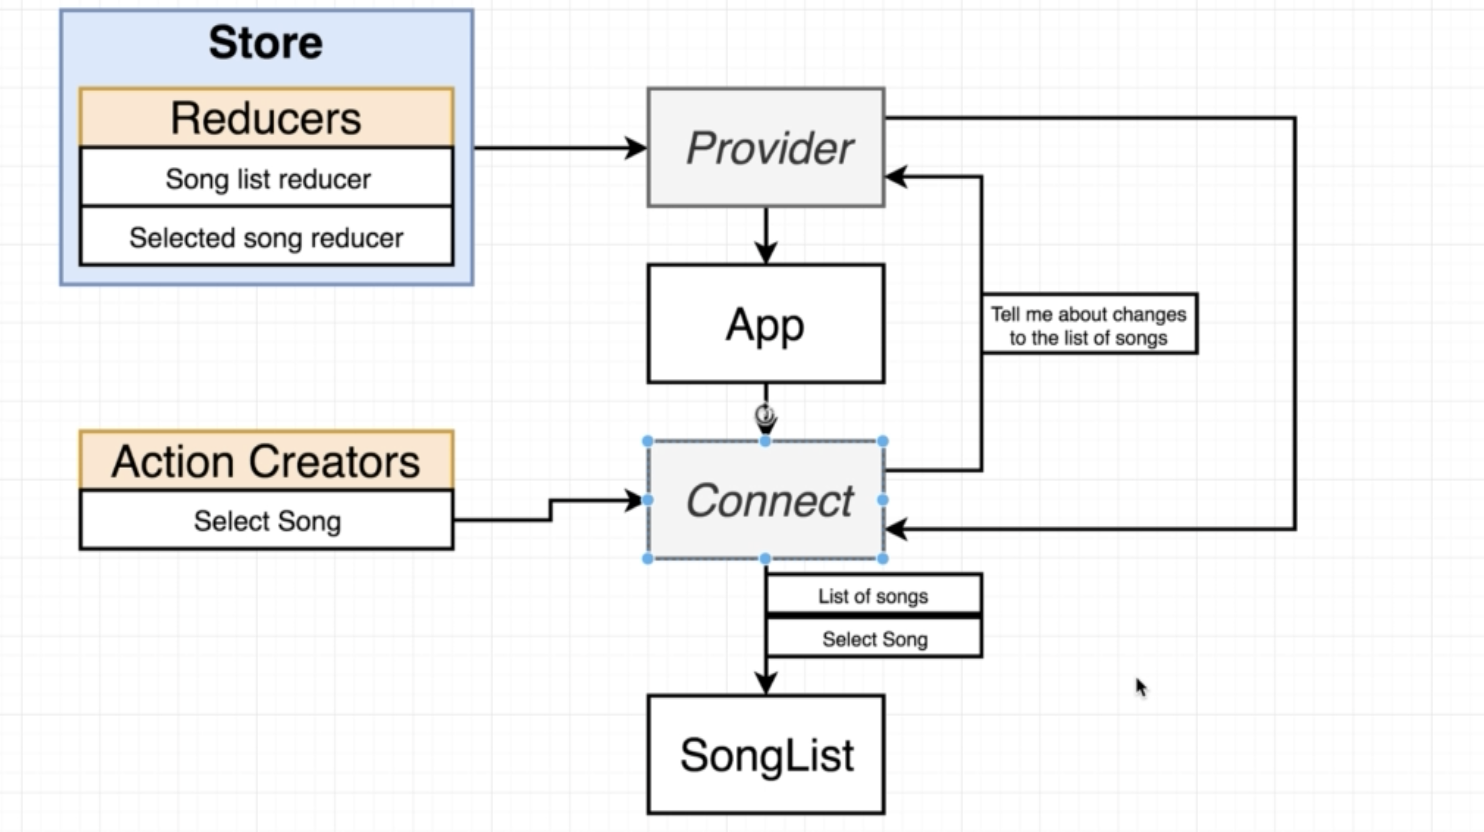 Store
Reducers
Song list reducer
Selected song reducer
Provider
App
Tell me about changes
to the list of songs
Action Creators
Select Song
Connect
List of songs
Select Song
SongList